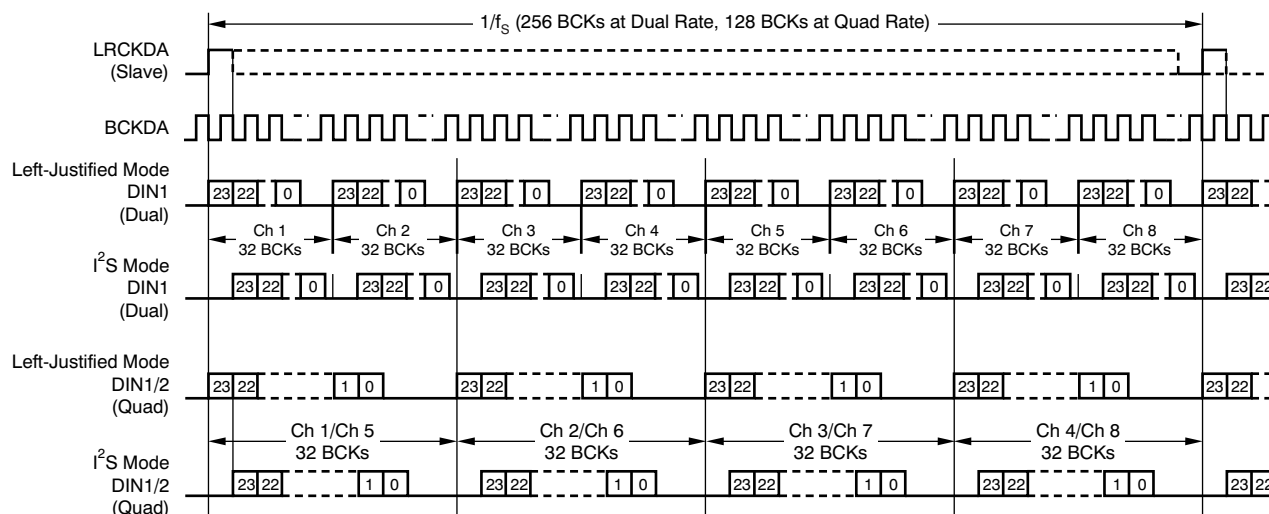 1/fS (256 BCKs at Dual Rate, 128 BCKs at Quad Rate)
LRCKDA
(Slave)
BCKDA
Left-Justified Mode
DIN1
(Dual)
23 22 0 23 22 0 23 22 0 23 22 0 23 22 0 23 22 0 23 22 0 23 22 0 23 22
Ch 1 Ch 2 Ch 3 Ch 4 Ch 5 Ch 6 Ch 7 Ch 8
32 BCKs 32 BCKs 32 BCKs 32 BCKs 32 BCKs 32 BCKs 32 BCKs 32 BCKs
I²S Mode
DIN1
(Dual)
23 22 0 23 22 0 23 22 0 23 22 0 23 22 0 23 22 0 23 22 0 23 22 0 23 22
Left-Justified Mode
DIN1/2
(Quad)
23 22 1 0 23 22 1 0 23 22 1 0 23 22 1 0 23 22
Ch 1/Ch 5 Ch 2/Ch 6 Ch 3/Ch 7 Ch 4/Ch 8
32 BCKs 32 BCKs 32 BCKs 32 BCKs
I²S Mode
DIN1/2
(Quad)
23 22 1 0 23 22 1 0 23 22 1 0 23 22 1 0 23 22